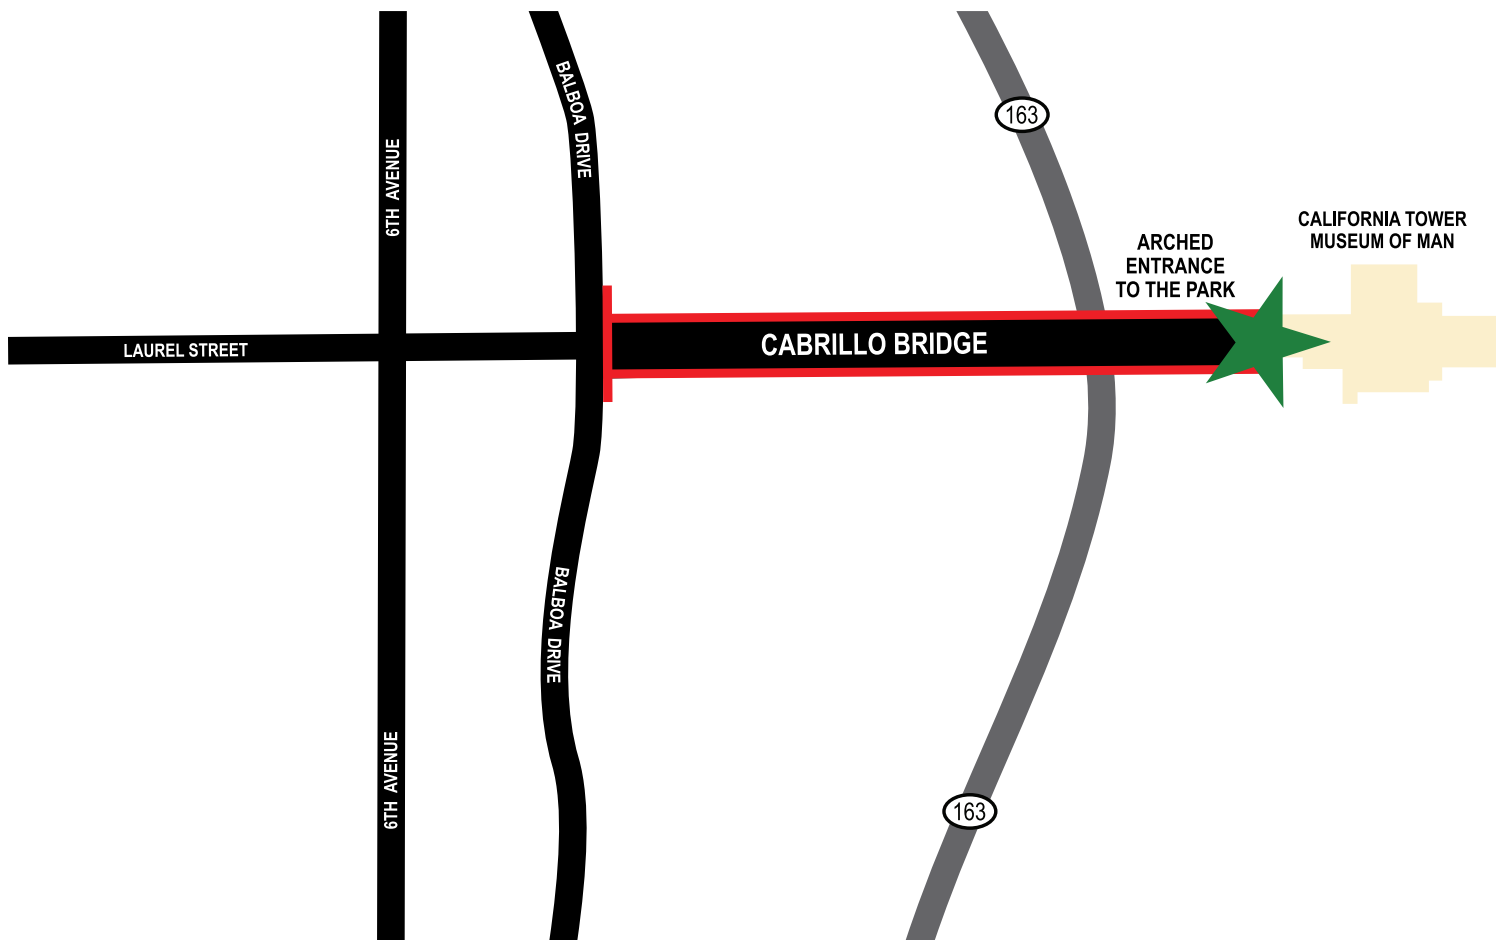 BALBOA DRIVE
163
6TH AVENUE
CALIFORNIA TOWER
MUSEUM OF MAN
ARCHED
ENTRANCE
TO THE PARK
LAUREL STREET
CABRILLO BRIDGE
BALBOA DRIVE
6TH AVENUE
163